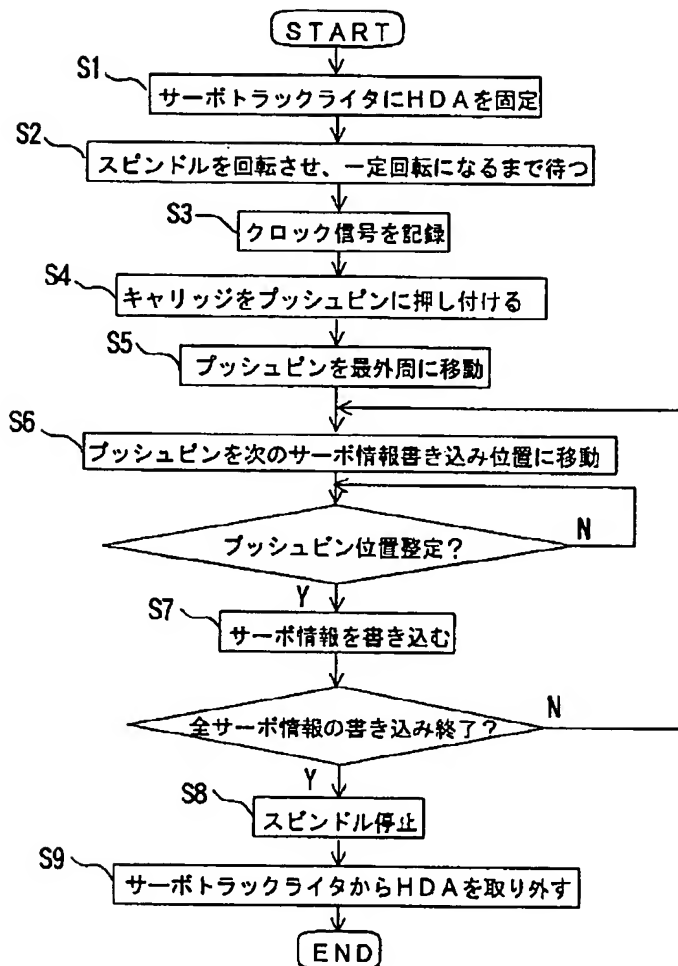 START
S1
サーボトラックライタにHDAを固定
S2
スピンドルを回転させ、一定回転になるまで待つ
S3
クロック信号を記録
S4
キャリッジをプッシュピンに押し付ける
S5
プッシュピンを最外周に移動
S6
プッシュピンを次のサーボ情報書き込み位置に移動
プッシュピン位置整定?
N
Y
S7
サーボ情報を書き込む
全サーボ情報の書き込み終了?
N
Y
S8
スピンドル停止
S9
サーボトラックライタからHDAを取り外す
END